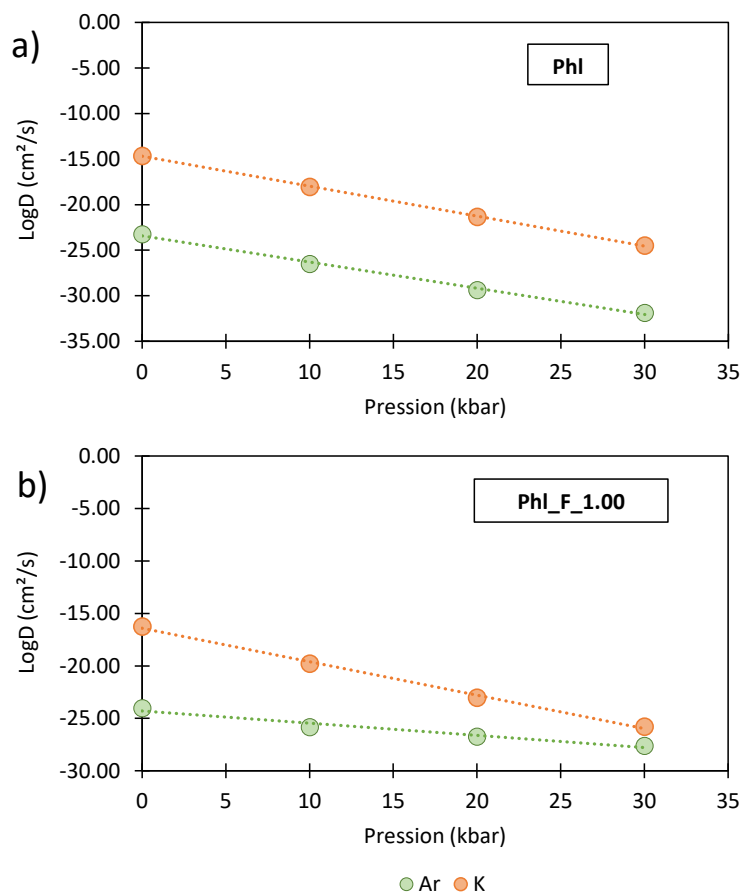 a)
Phl
LogD (cm²/s)
0.00
-5.00
-10.00
-15.00
-20.00
-25.00
-30.00
-35.00
0 5 10 15 20 25 30 35
Pression (kbar)
b)
Phl_F_1.00
LogD (cm²/s)
0.00
-5.00
-10.00
-15.00
-20.00
-25.00
-30.00
0 5 10 15 20 25 30 35
Pression (kbar)
Ar K